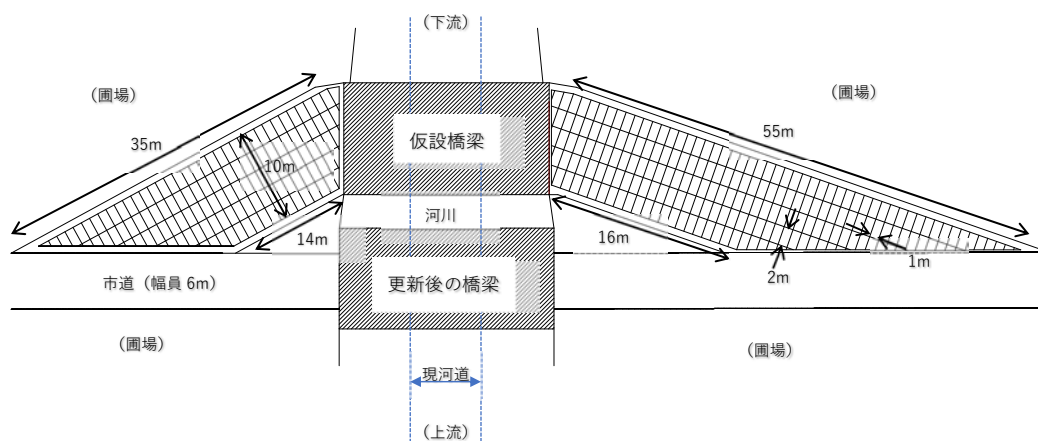 （下流）
（圃場）
（圃場）
35m
55m
仮設橋梁
10m
河川
14m
16m
1m
2m
市道（幅員 6m）
更新後の橋梁
（圃場）
（圃場）
現河道
（上流）